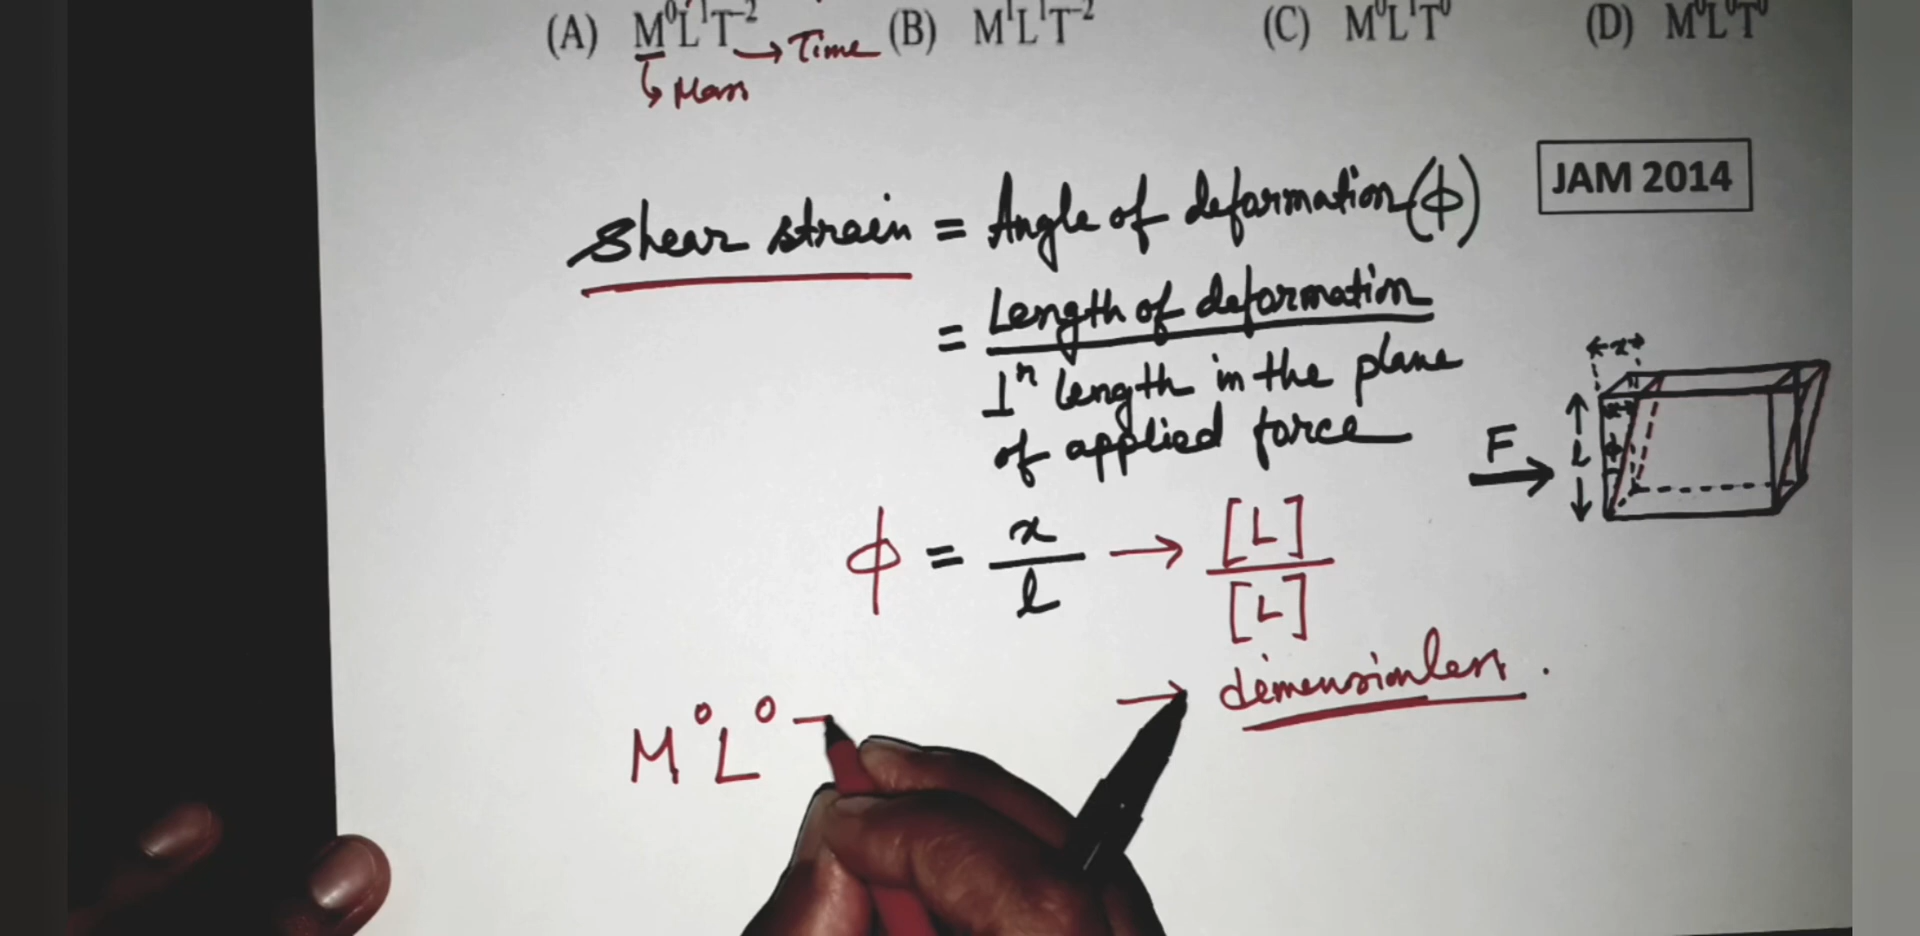 (A) M⁰L¹T⁻² → Time (B) M¹L¹T⁻² (C) M⁰L¹T⁰ (D) M⁰L⁰T⁰
↳ Mass
JAM 2014
Shear strain = Angle of deformation (ϕ)
= Length of deformation
⊥ʳ length in the plane
of applied force
x
x
l
ϕ
F
ϕ = x / l → [L] / [L]
→ dimensionless.
M⁰L⁰